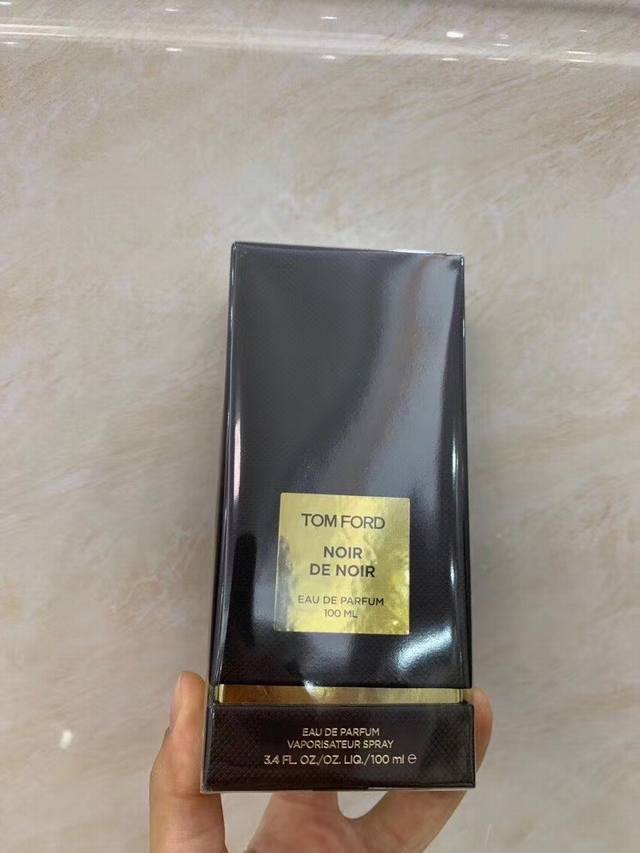 TOM FORD
NOIR
DE NOIR
EAU DE PARFUM
100 ML
EAU DE PARFUM
VAPORISATEUR SPRAY
3.4 FL. OZ./OZ. LIQ./100 ml ℮